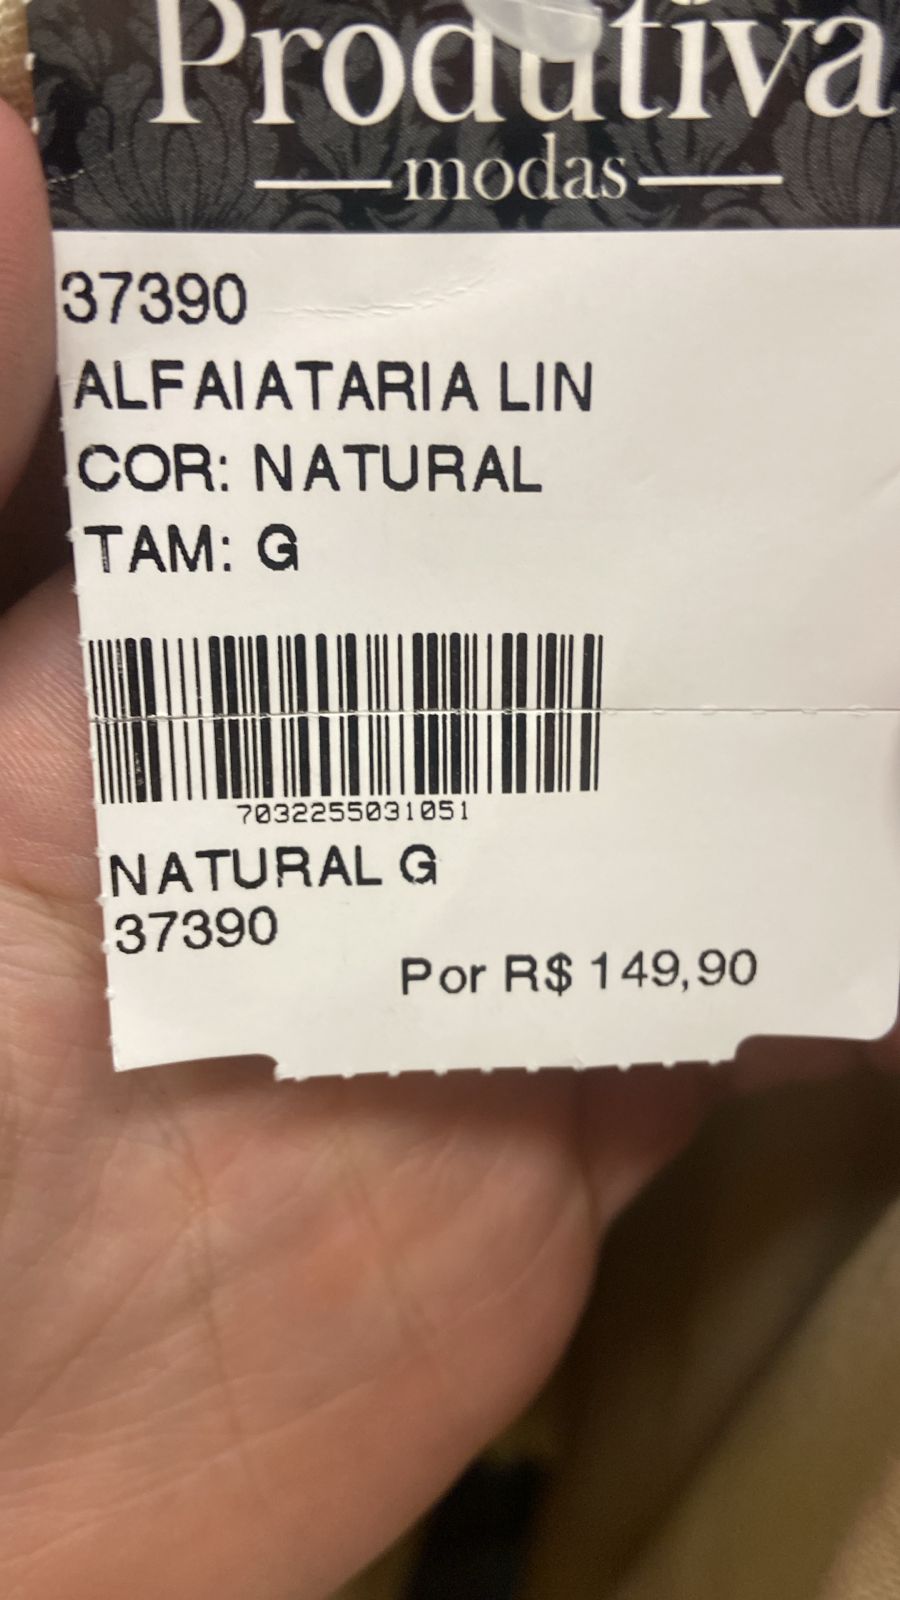 Produtiva
modas
37390
ALFAIATARIA LIN
COR: NATURAL
TAM: G
7032255031051
NATURAL G
37390
Por R$ 149,90